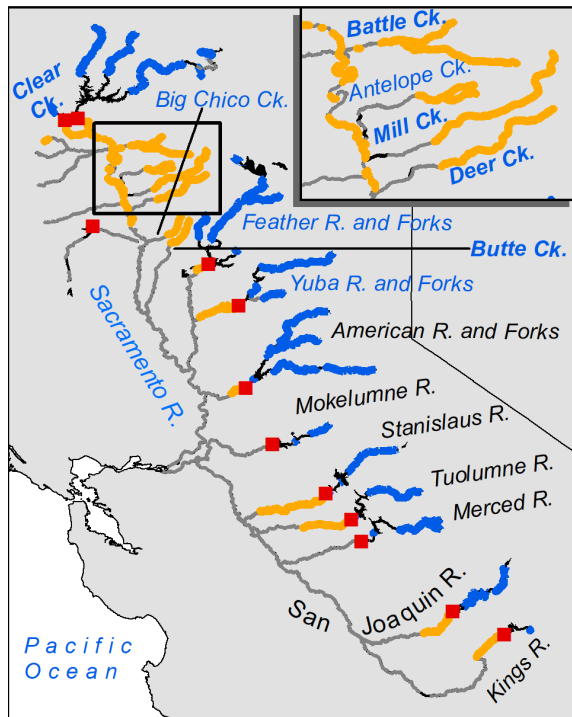 Battle Ck.
Antelope Ck.
Mill Ck.
Deer Ck.
Clear
Ck.
Big Chico Ck.
Feather R. and Forks
Butte Ck.
Yuba R. and Forks
Sacramento R.
American R. and Forks
Mokelumne R.
Stanislaus R.
Tuolumne R.
Merced R.
San Joaquin R.
Kings R.
Pacific
Ocean